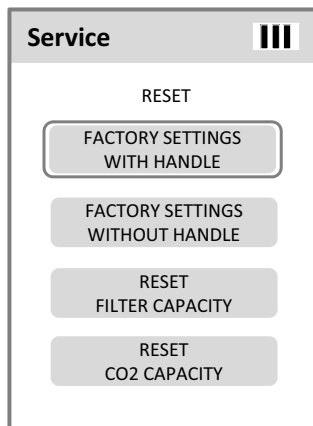 Service
RESET
FACTORY SETTINGS
WITH HANDLE
FACTORY SETTINGS
WITHOUT HANDLE
RESET
FILTER CAPACITY
RESET
CO2 CAPACITY